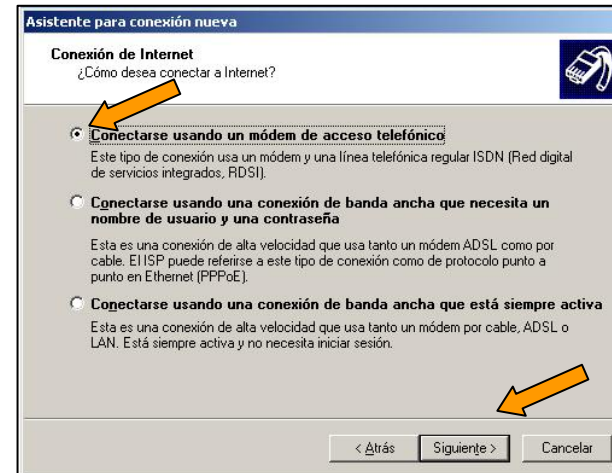 Asistente para conexión nueva
Conexión de Internet
¿Cómo desea conectar a Internet?
Conectarse usando un módem de acceso telefónico
Este tipo de conexión usa un módem y una línea telefónica regular ISDN (Red digital
de servicios integrados, RDSI).
Conectarse usando una conexión de banda ancha que necesita un
nombre de usuario y una contraseña
Esta es una conexión de alta velocidad que usa tanto un módem ADSL como por
cable. El ISP puede referirse a este tipo de conexión como de protocolo punto a
punto en Ethernet (PPPoE).
Conectarse usando una conexión de banda ancha que está siempre activa
Esta es una conexión de alta velocidad que usa tanto un módem por cable, ADSL o
LAN. Está siempre activa y no necesita iniciar sesión.
< Atrás Siguiente > Cancelar